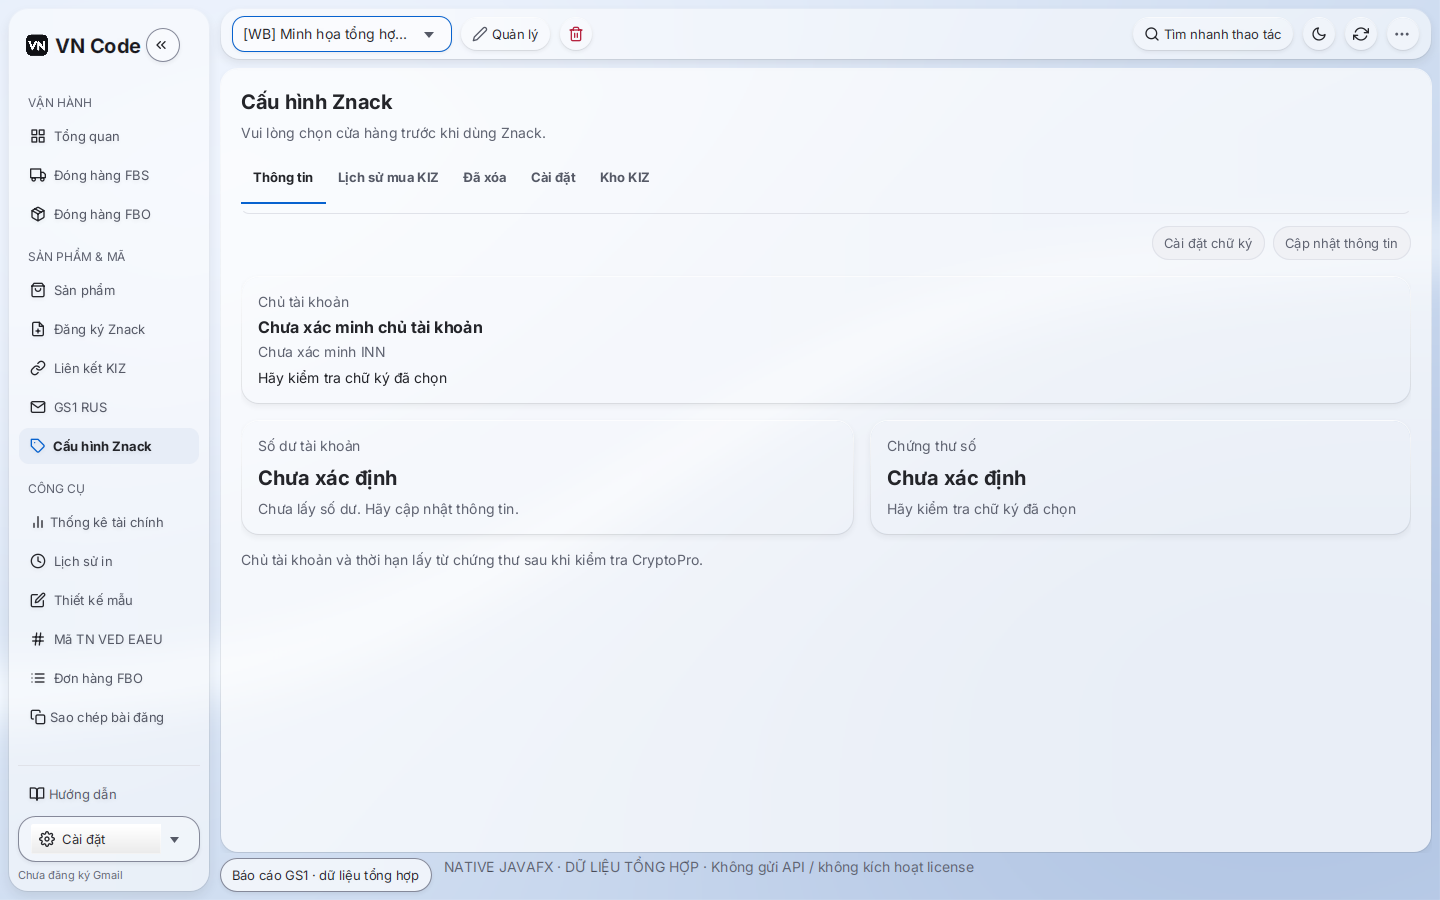 VN VN Code
VẬN HÀNH
Tổng quan
Đóng hàng FBS
Đóng hàng FBO
SẢN PHẨM & MÃ
Sản phẩm
Đăng ký Znack
Liên kết KIZ
GS1 RUS
Cấu hình Znack
CÔNG CỤ
Thống kê tài chính
Lịch sử in
Thiết kế mẫu
Mã TN VED EAEU
Đơn hàng FBO
Sao chép bài đăng
Hướng dẫn
Cài đặt
Chưa đăng ký Gmail
[WB] Minh họa tổng hợ... Quản lý Tìm nhanh thao tác
Cấu hình Znack
Vui lòng chọn cửa hàng trước khi dùng Znack.
Thông tin Lịch sử mua KIZ Đã xóa Cài đặt Kho KIZ
Cài đặt chữ ký Cập nhật thông tin
Chủ tài khoản
Chưa xác minh chủ tài khoản
Chưa xác minh INN
Hãy kiểm tra chữ ký đã chọn
Số dư tài khoản
Chưa xác định
Chưa lấy số dư. Hãy cập nhật thông tin.
Chứng thư số
Chưa xác định
Hãy kiểm tra chữ ký đã chọn
Chủ tài khoản và thời hạn lấy từ chứng thư sau khi kiểm tra CryptoPro.
Báo cáo GS1 · dữ liệu tổng hợp NATIVE JAVAFX · DỮ LIỆU TỔNG HỢP · Không gửi API / không kích hoạt license